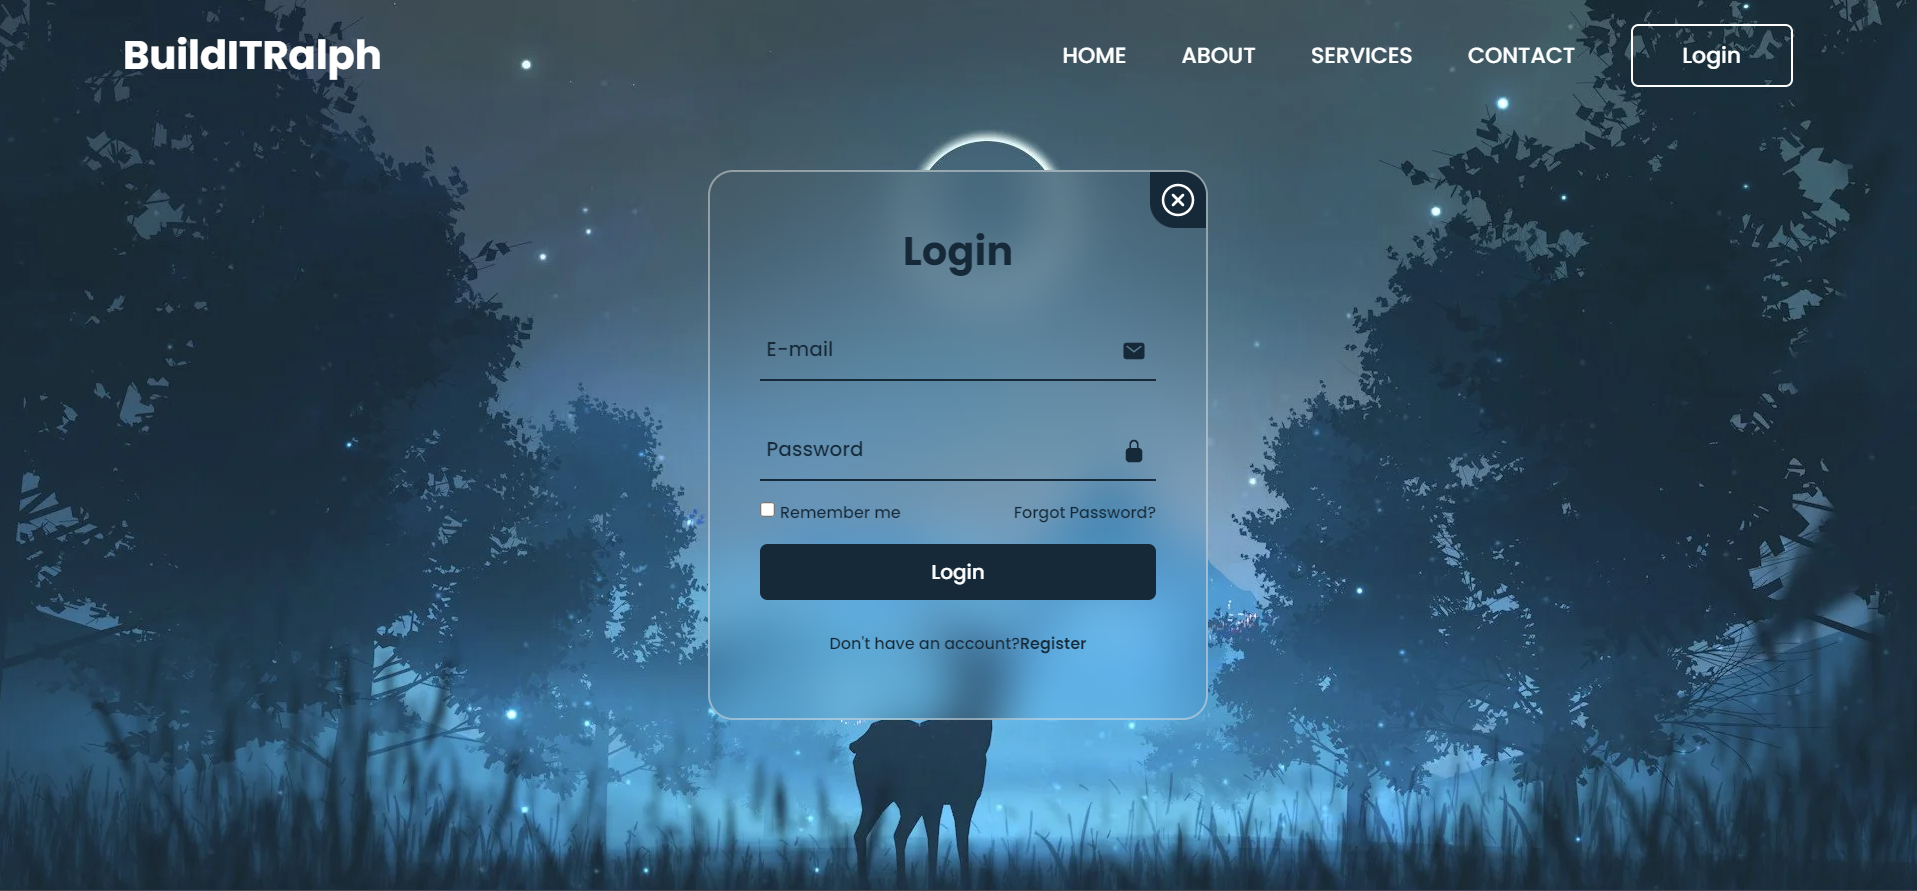 BuildITRalph
HOME ABOUT SERVICES CONTACT Login
Login
E-mail
Password
Remember me Forgot Password?
Login
Don't have an account?Register